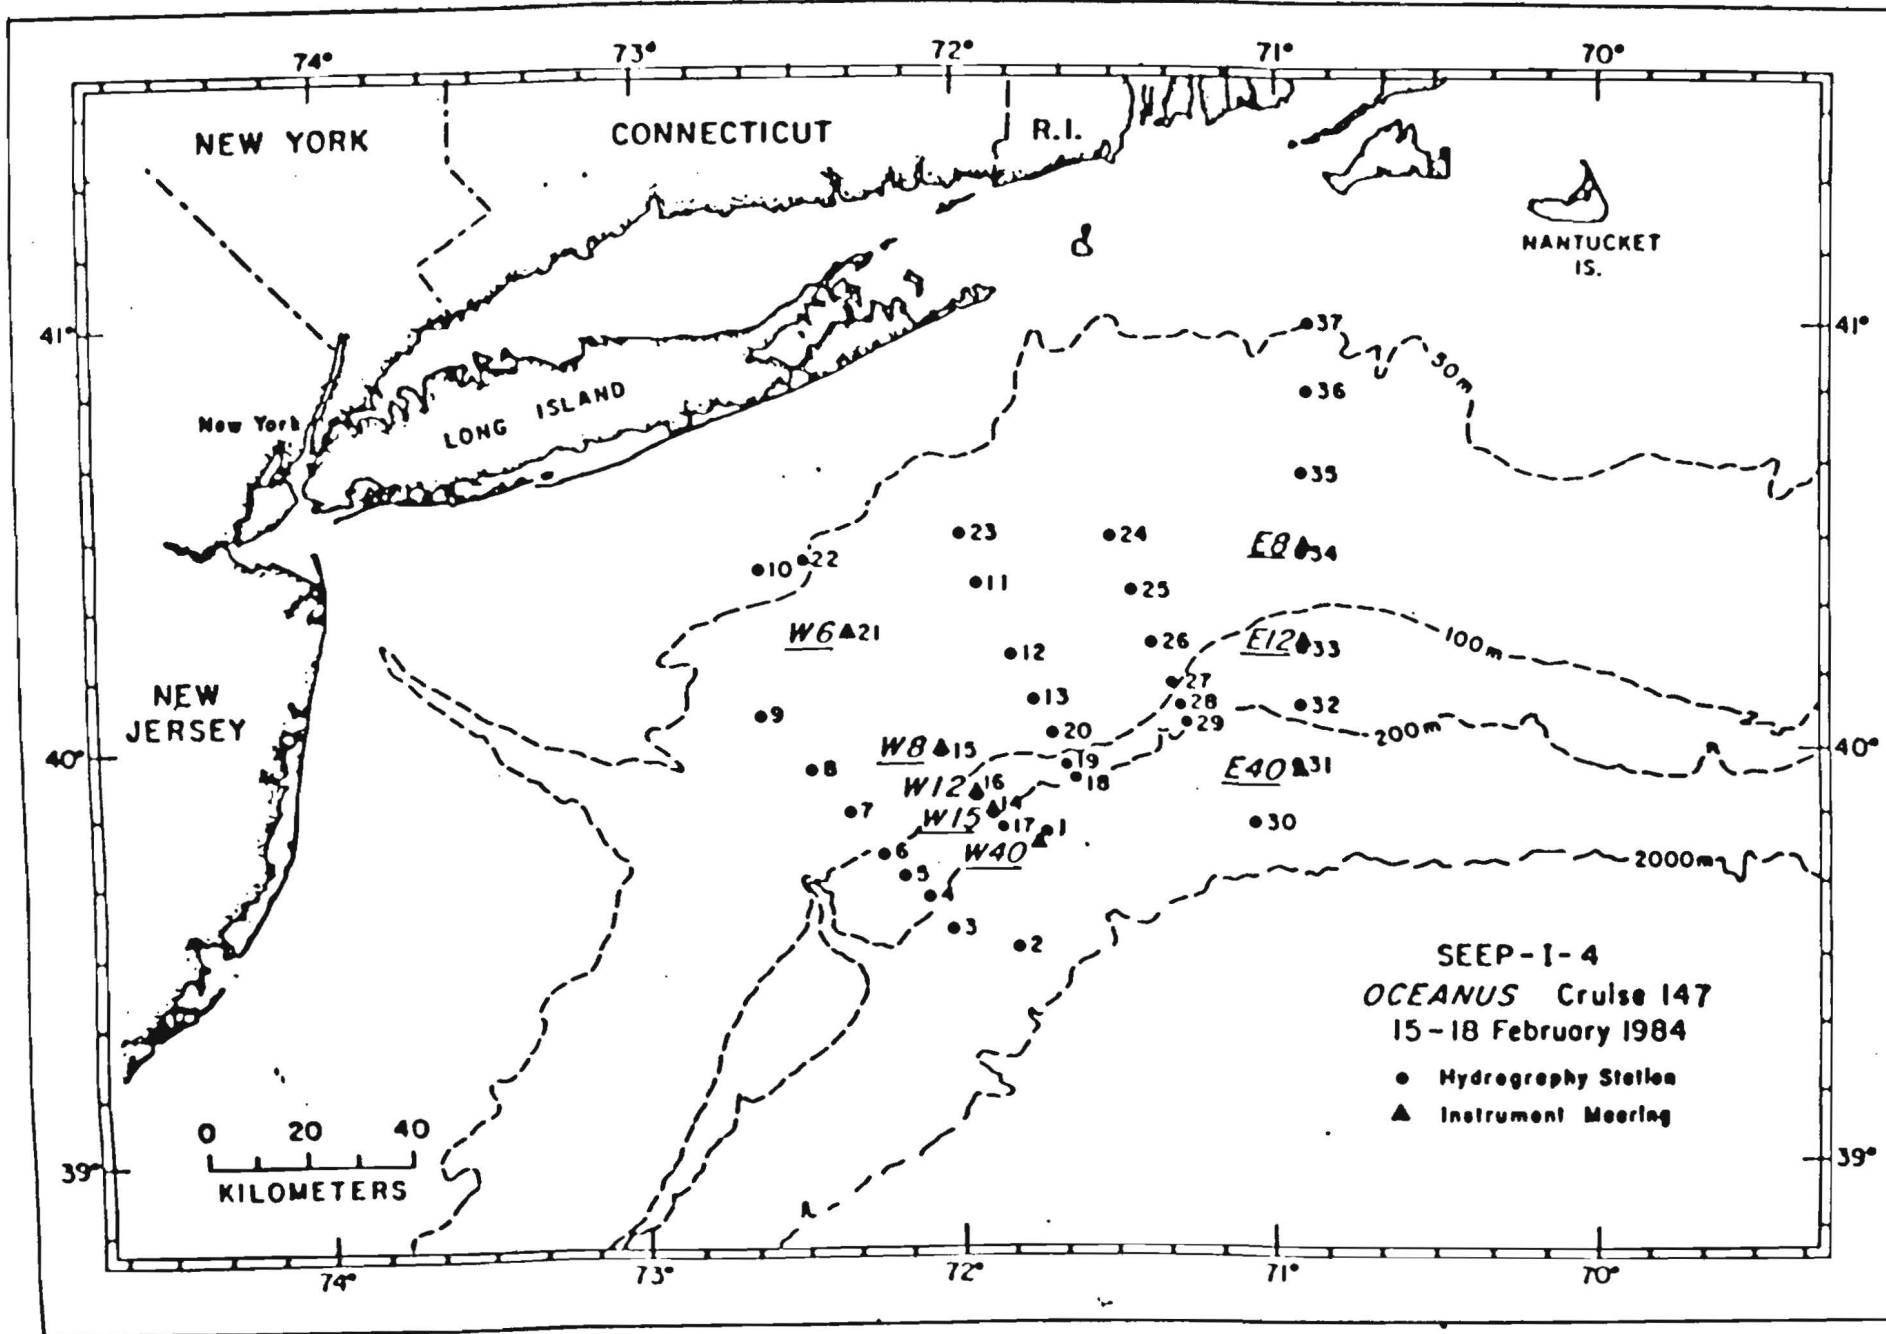 74° 73° 72° 71° 70°
NEW YORK CONNECTICUT R.I.
NANTUCKET
IS.
41° 37 41°
36
50m
New York LONG ISLAND
35
23 24 E8 34
10 22
11 25
W6 21 26 E12 33 100m
12
27
NEW
JERSEY
13 28 32
9 20 29 200m
40° 8 W8 15 19 E40 31 40°
W12 16 18
7 W15 14
17 1 30
6 W40
5 2000m
4
3 2
SEEP-I-4
OCEANUS Cruise 147
15-18 February 1984
Hydrography Station
Instrument Meering
0 20 40
KILOMETERS
39° 39°
74° 73° 72° 71° 70°